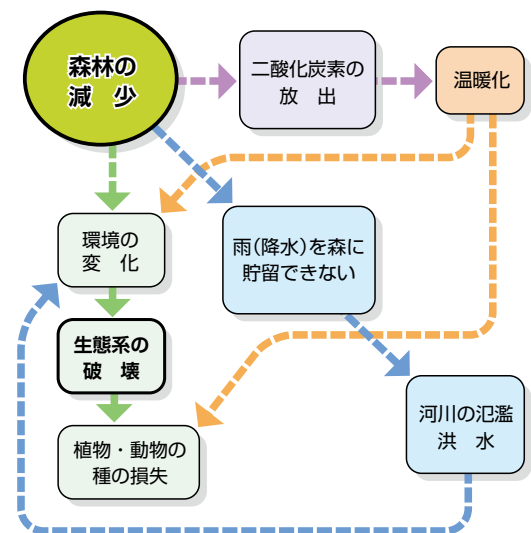 森林の
減　少
二酸化炭素の
放　出
温暖化
環境の
変　化
雨(降水)を森に
貯留できない
生態系の
破　壊
河川の氾濫
洪　水
植物・動物の
種の損失